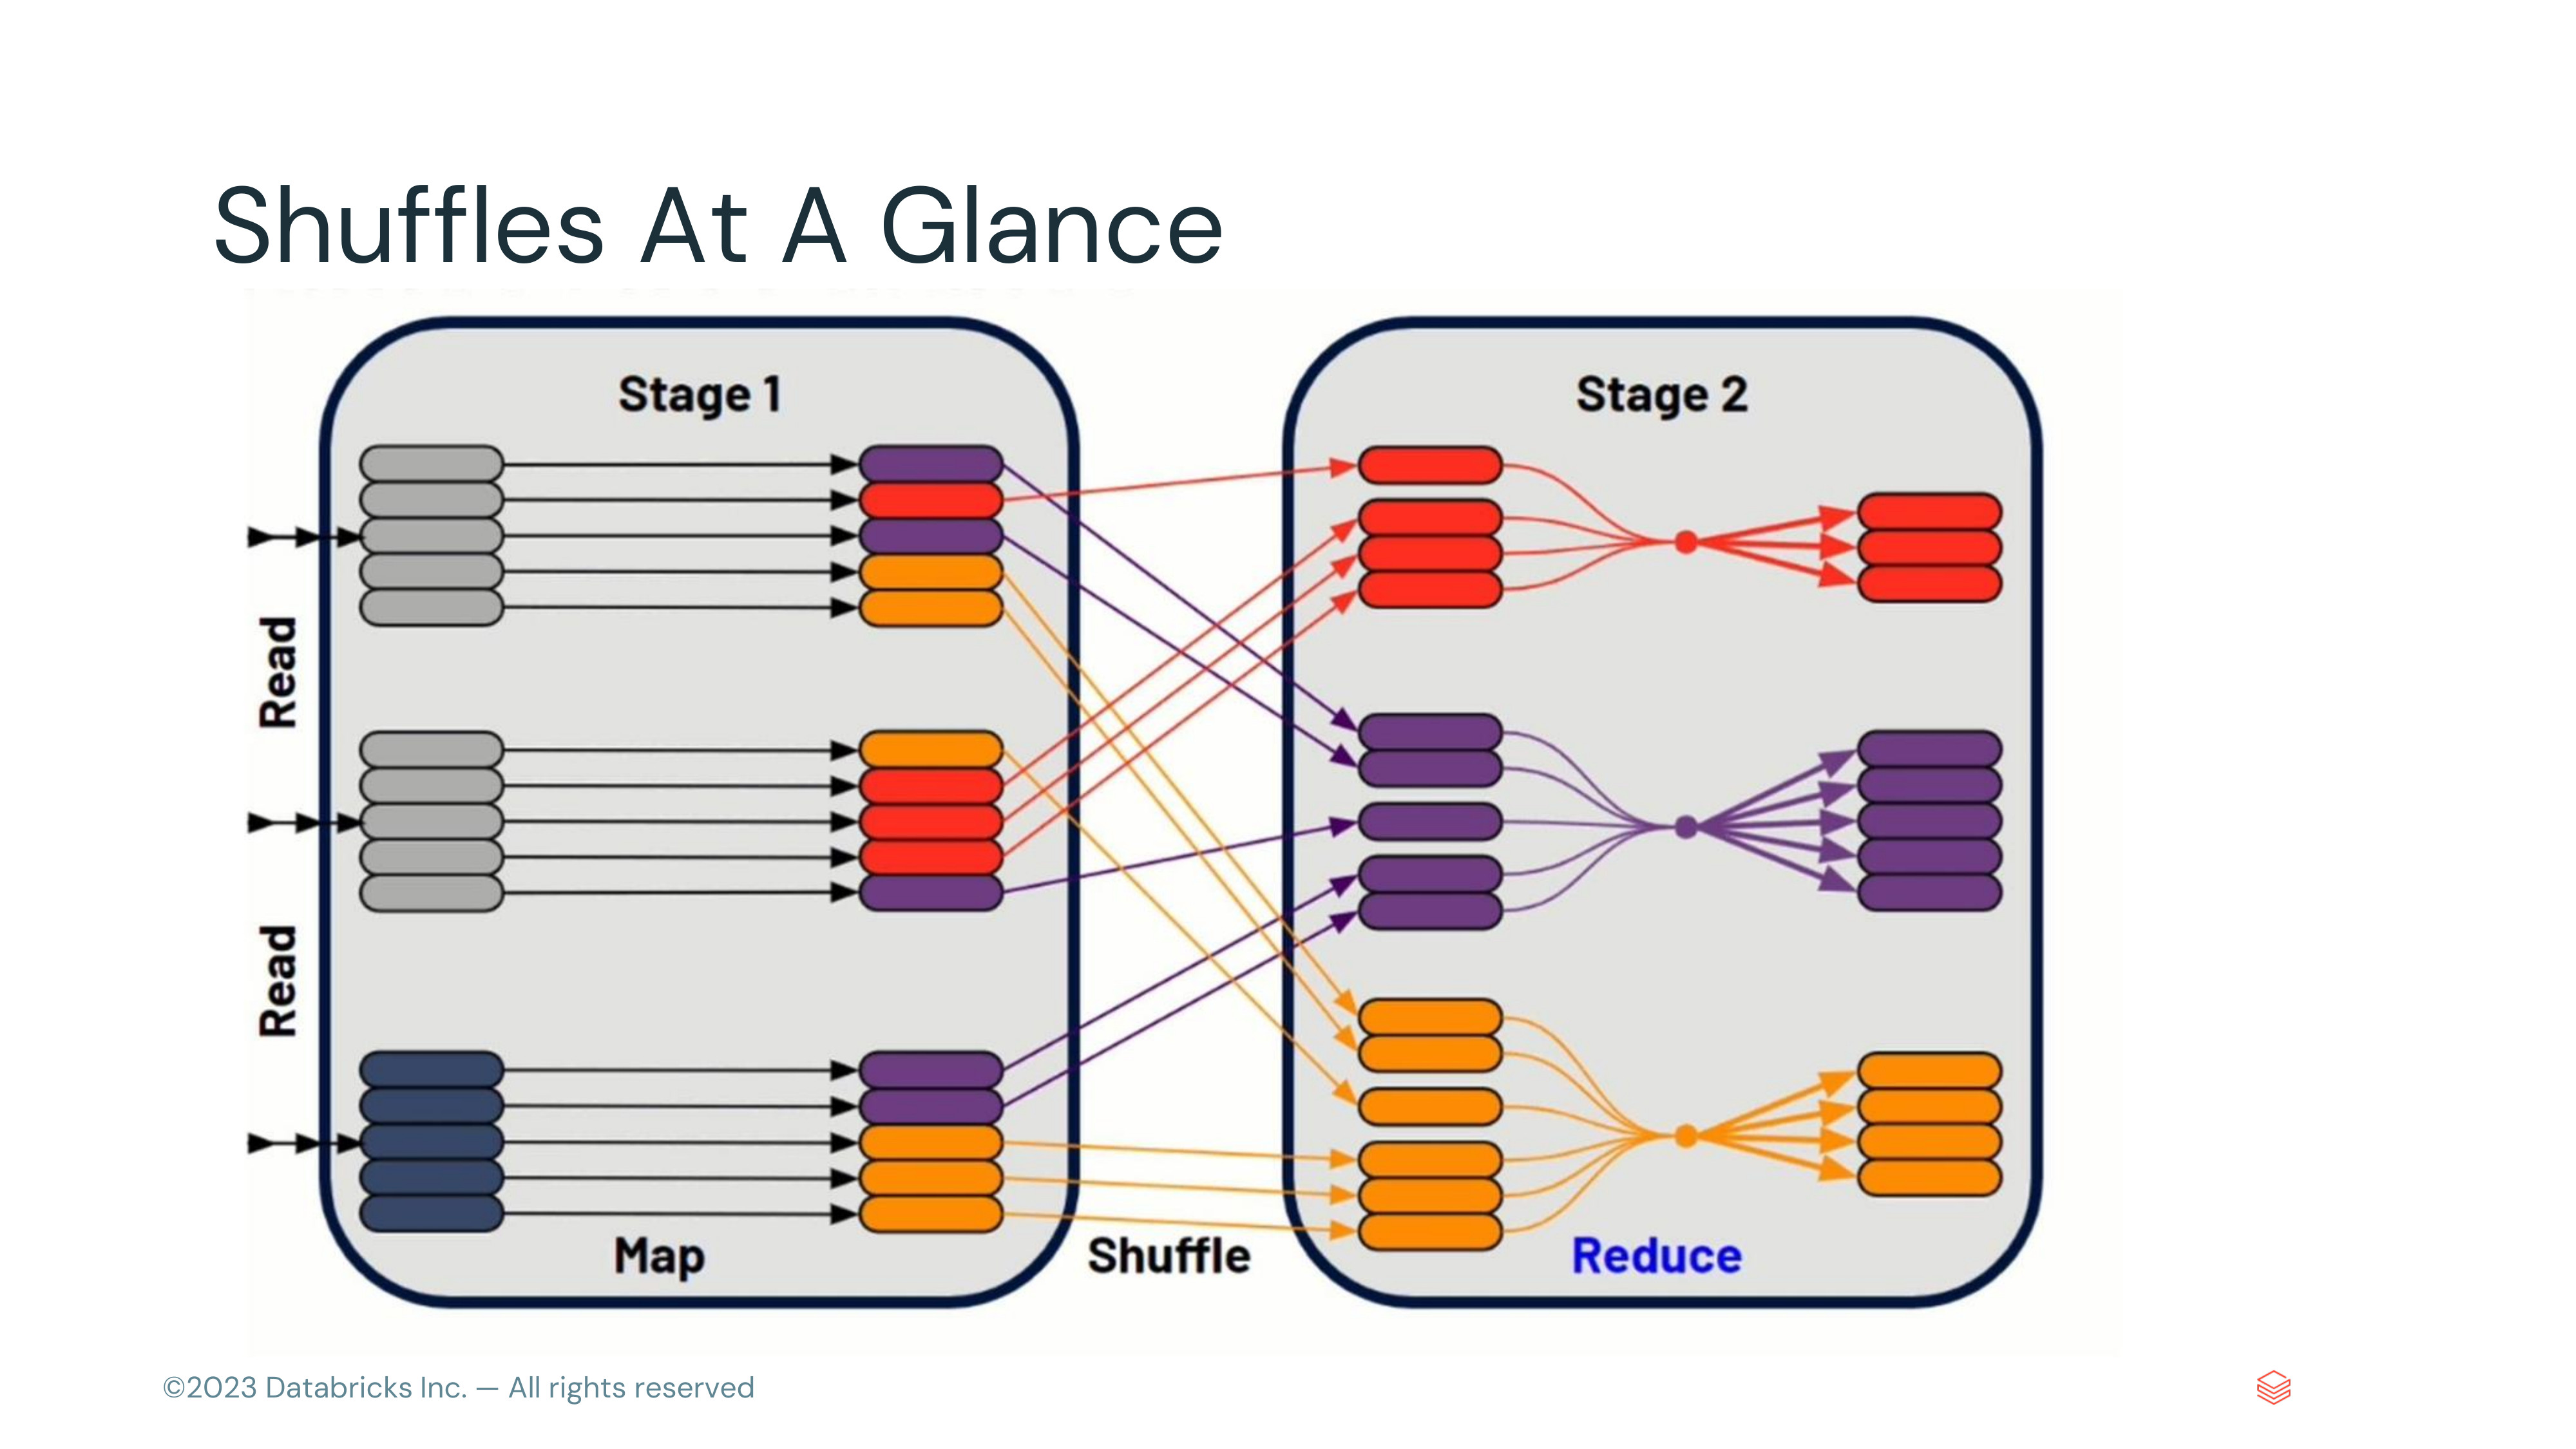 Shuffles At A Glance
Stage 1
Stage 2
Read
Read
Map
Shuffle
Reduce
©2023 Databricks Inc. — All rights reserved